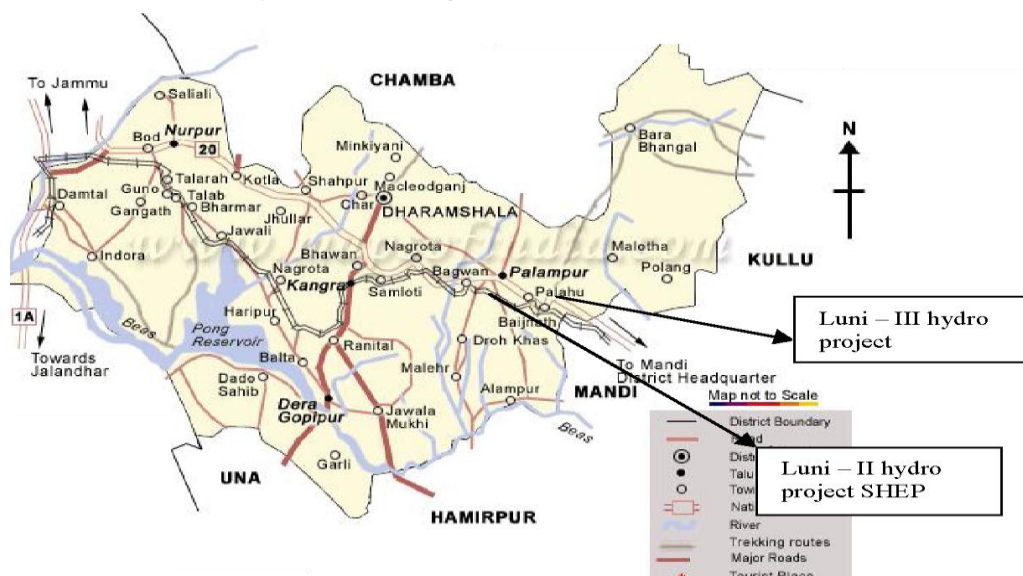 CHAMBA
To Jammu
Saliali
Nurpur
Bod
20
Minkiyani
N
Bara
Bhangal
Talarah
Kotla
Shahpur
Macleodganj
Guno
Talab
Char
Damtal
Gangath
Bharmar
DHARAMSHALA
Jhullar
Jawali
Nagrota
Malotha
Indora
Bhawan
KULLU
Nagrota
Bagwan
Palampur
Polang
Kangra
Samloti
Palahu
1A
Beas
Pong
Reservoir
Haripur
Baijnath
Luni – III hydro
project
Towards
Jalandhar
Ranital
Droh Khas
To Mandi
District Headquarter
Balta
Malehr
Dado
Sahib
Alampur
MANDI
Map not to Scale
Dera
Gopipur
Jawala
Mukhi
Beas
District Boundary
Garli
UNA
Luni – II hydro
project SHEP
HAMIRPUR
River
Trekking routes
Major Roads
Tourist Place